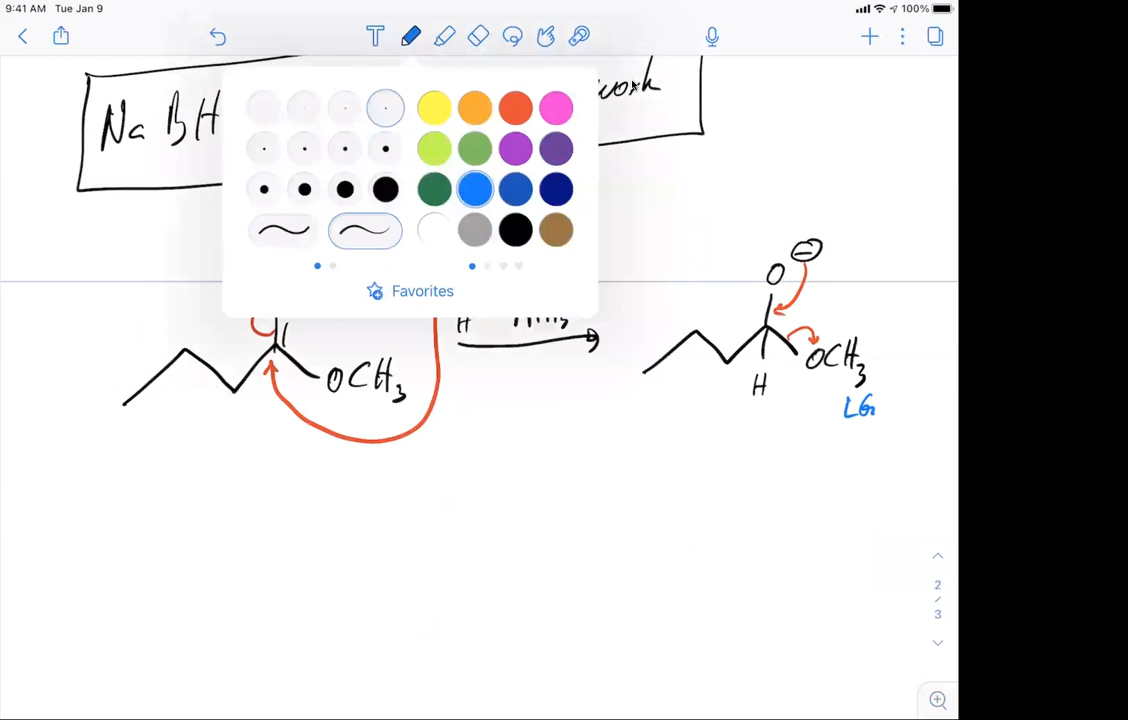 9:41 AM Tue Jan 9
100%
T
Na BH
work
Favorites
O ⊖
H
OCH3
OCH3
H
LG
2
/
3